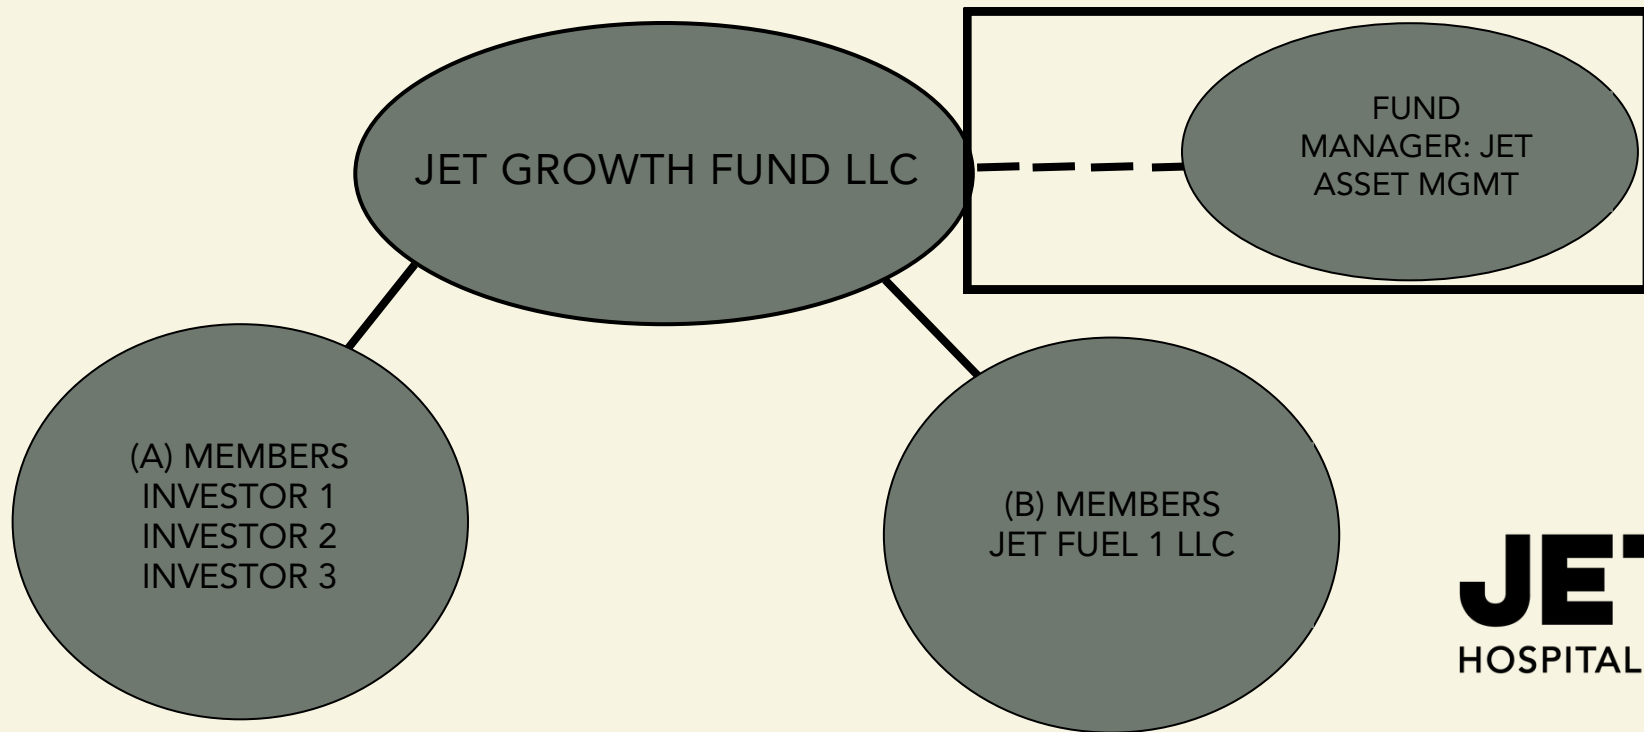 JET GROWTH FUND LLC
FUND
MANAGER: JET
ASSET MGMT
(A) MEMBERS
INVESTOR 1
INVESTOR 2
INVESTOR 3
(B) MEMBERS
JET FUEL 1 LLC
JET
HOSPITAL